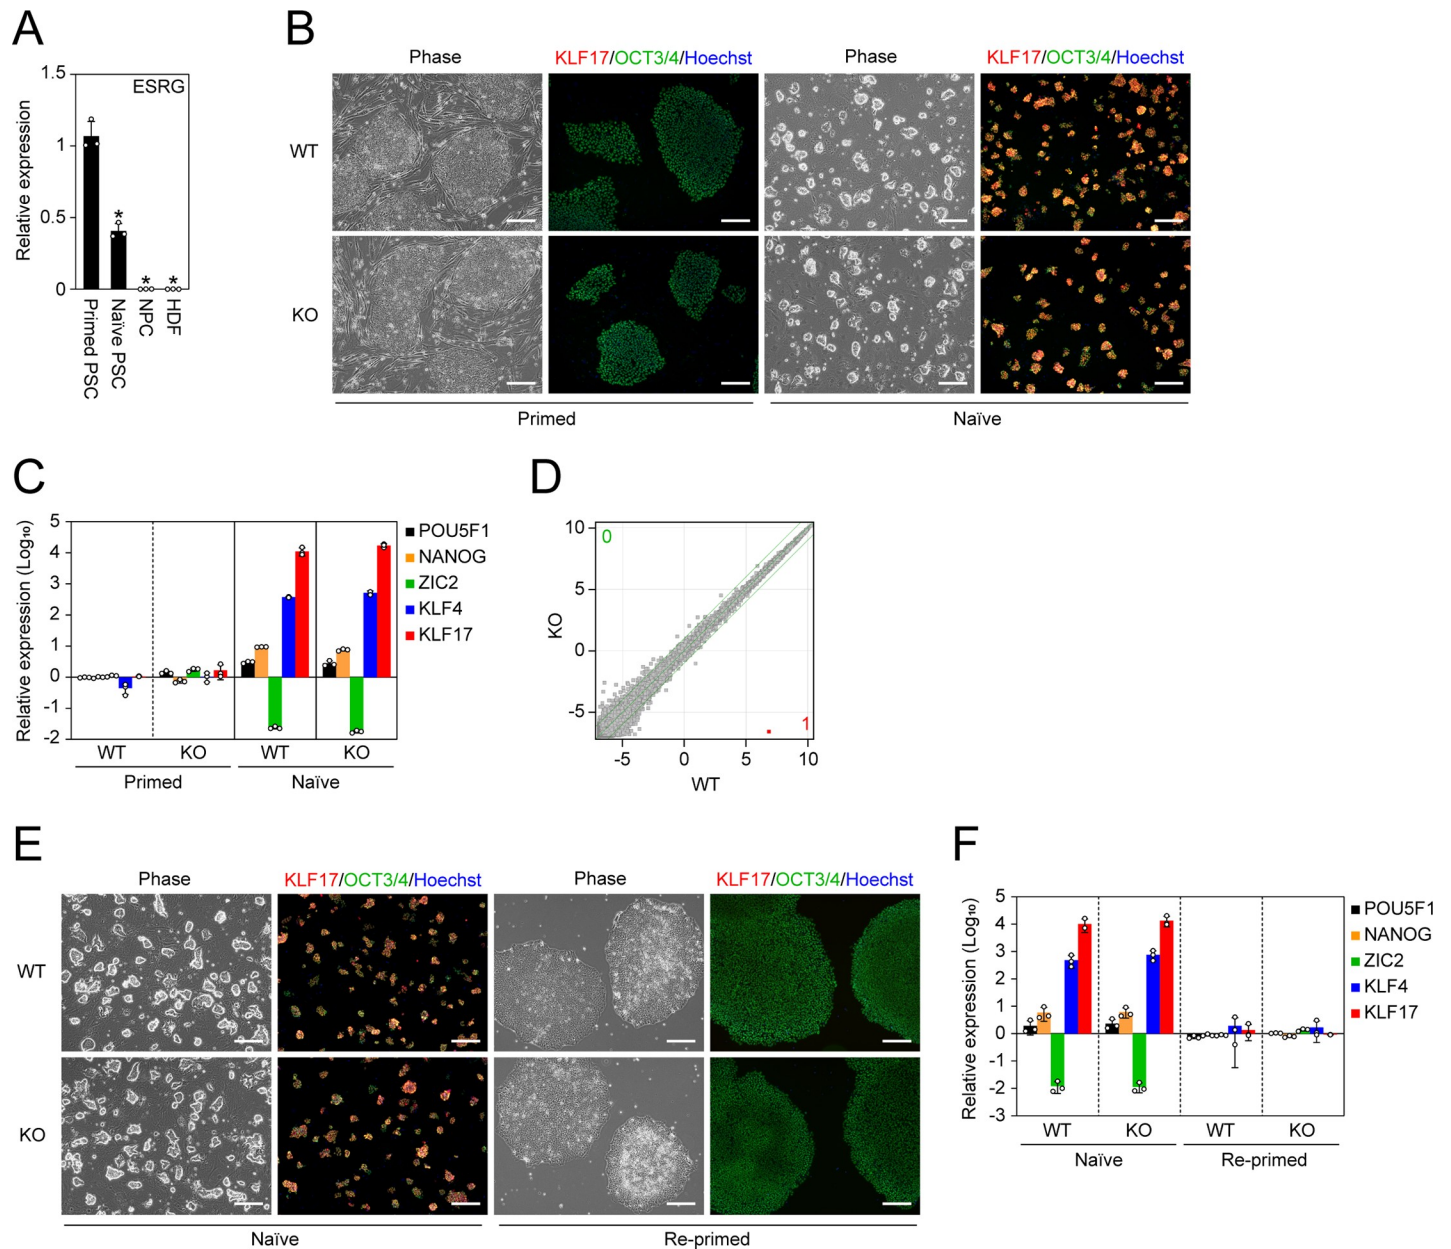 A
1.5
ESRG
1
0.5
0
Relative expression
*
*
*
Primed PSC
Naïve PSC
NPC
HDF
B
Phase
KLF17/OCT3/4/Hoechst
Phase
KLF17/OCT3/4/Hoechst
WT
KO
Primed
Naïve
C
Relative expression (Log₁₀)
5
4
3
2
1
0
-1
-2
POU5F1
NANOG
ZIC2
KLF4
KLF17
WT
KO
WT
KO
Primed
Naïve
D
KO
10
5
0
-5
0
1
-5
0
5
10
WT
E
Phase
KLF17/OCT3/4/Hoechst
Phase
KLF17/OCT3/4/Hoechst
WT
KO
Naïve
Re-primed
F
Relative expression (Log₁₀)
5
4
3
2
1
0
-1
-2
-3
POU5F1
NANOG
ZIC2
KLF4
KLF17
WT
KO
WT
KO
Naïve
Re-primed